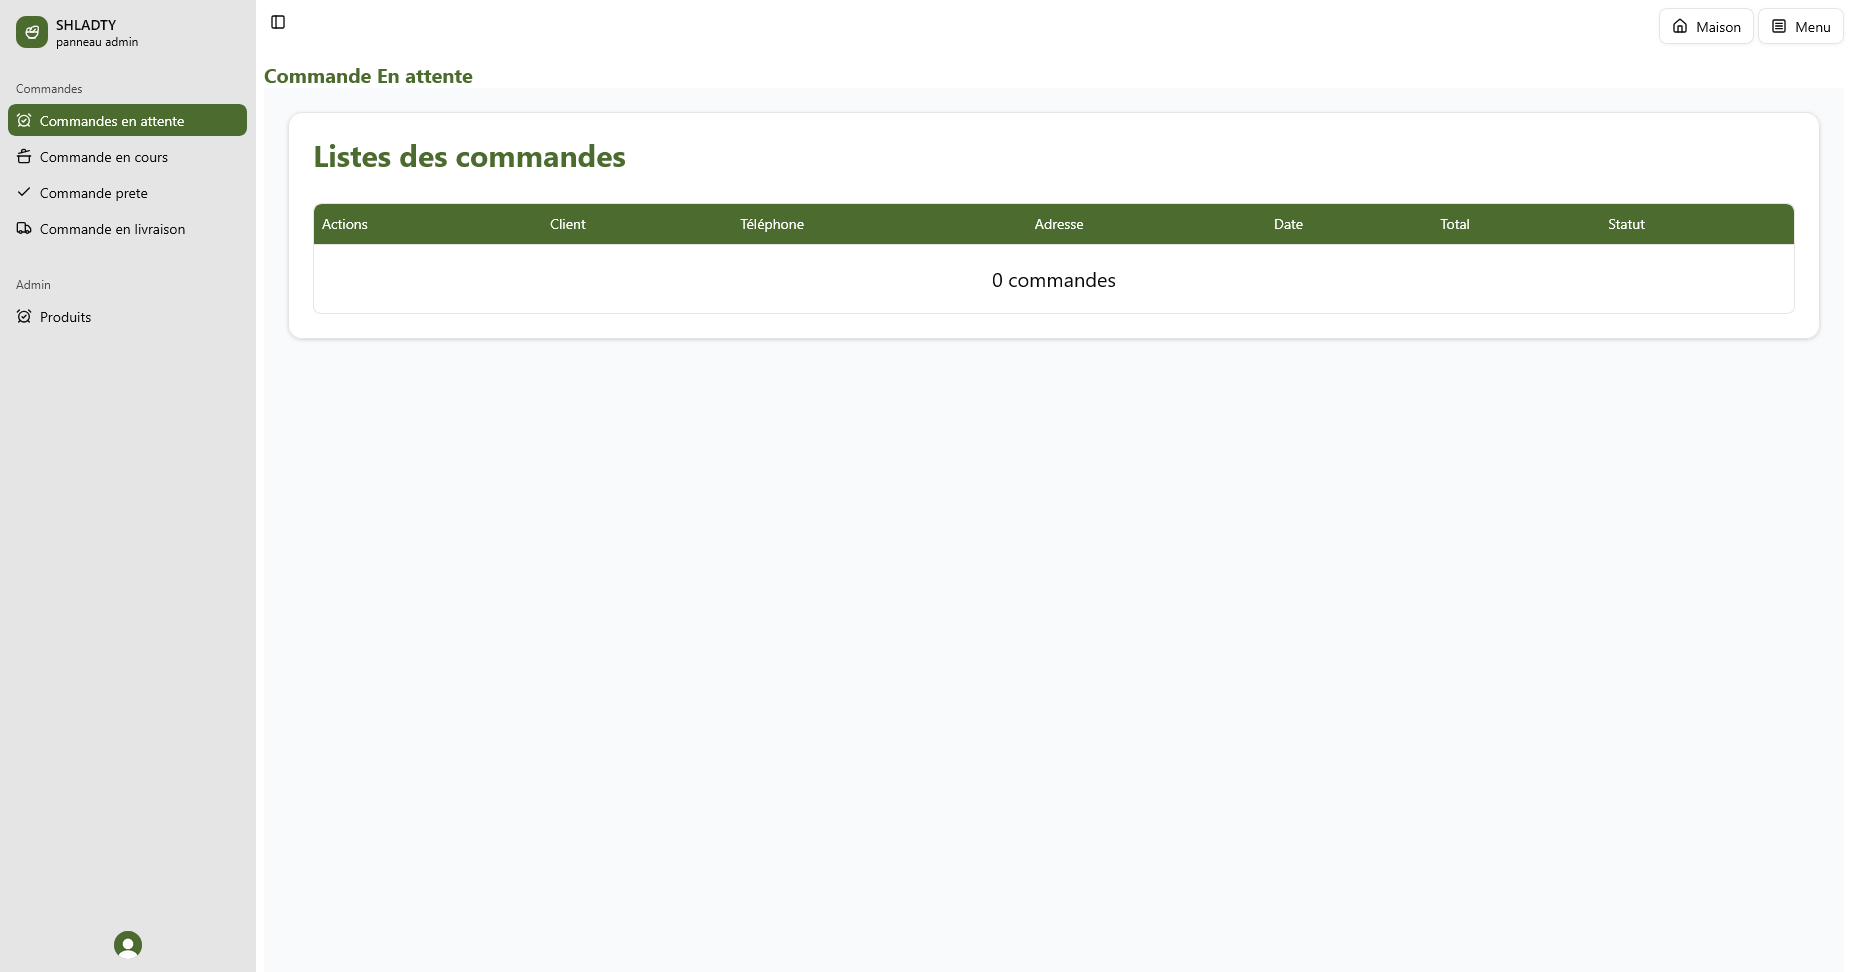 SHLADTY
panneau admin
Commandes
Commandes en attente
Commande en cours
Commande prete
Commande en livraison
Admin
Produits
Maison
Menu
Commande En attente
Listes des commandes
Actions Client Téléphone Adresse Date Total Statut
0 commandes